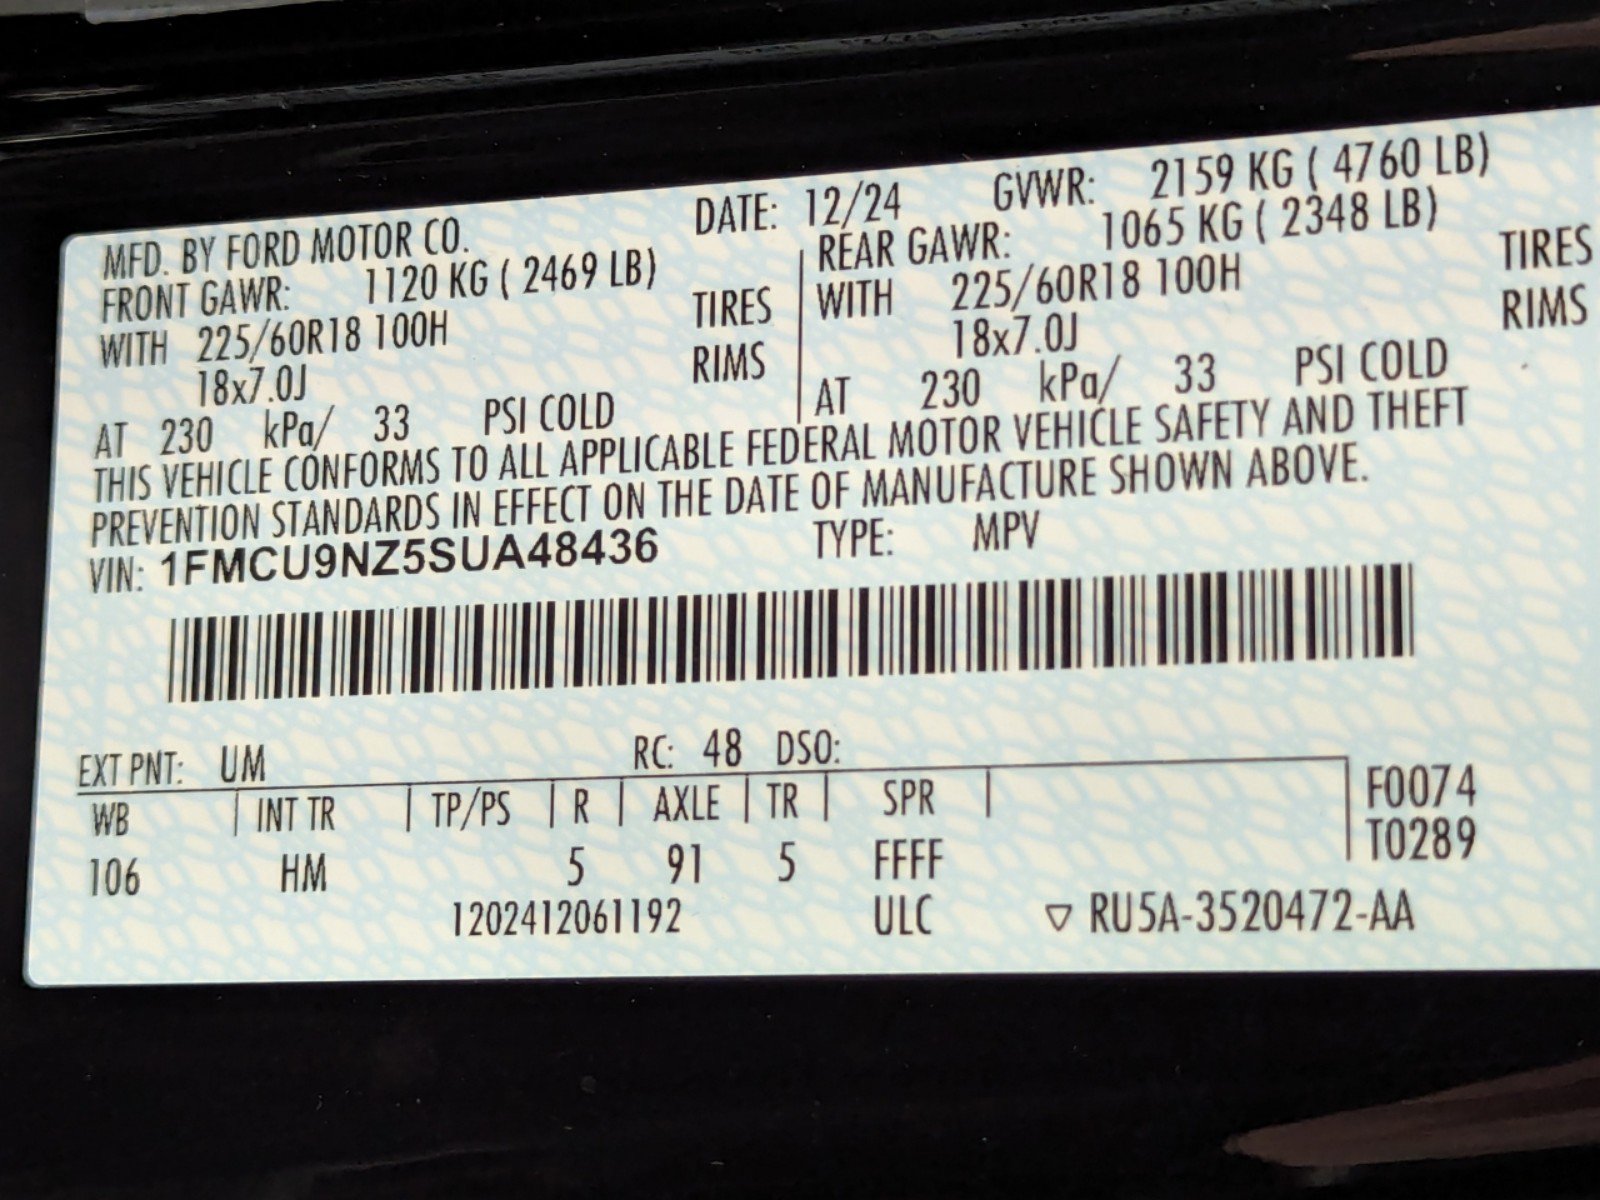 MFD. BY FORD MOTOR CO. DATE: 12/24 GVWR: 2159 KG ( 4760 LB)
FRONT GAWR: 1120 KG ( 2469 LB) REAR GAWR: 1065 KG ( 2348 LB)
WITH 225/60R18 100H TIRES WITH 225/60R18 100H TIRES
18x7.0J RIMS 18x7.0J RIMS
AT 230 kPa/ 33 PSI COLD AT 230 kPa/ 33 PSI COLD
THIS VEHICLE CONFORMS TO ALL APPLICABLE FEDERAL MOTOR VEHICLE SAFETY AND THEFT
PREVENTION STANDARDS IN EFFECT ON THE DATE OF MANUFACTURE SHOWN ABOVE.
VIN: 1FMCU9NZ5SUA48436 TYPE: MPV
EXT PNT: UM RC: 48 DSO:
WB INT TR TP/PS R AXLE TR SPR F0074
T0289
106 HM 5 91 5 FFFF
1202412061192 ULC ▽ RU5A-3520472-AA